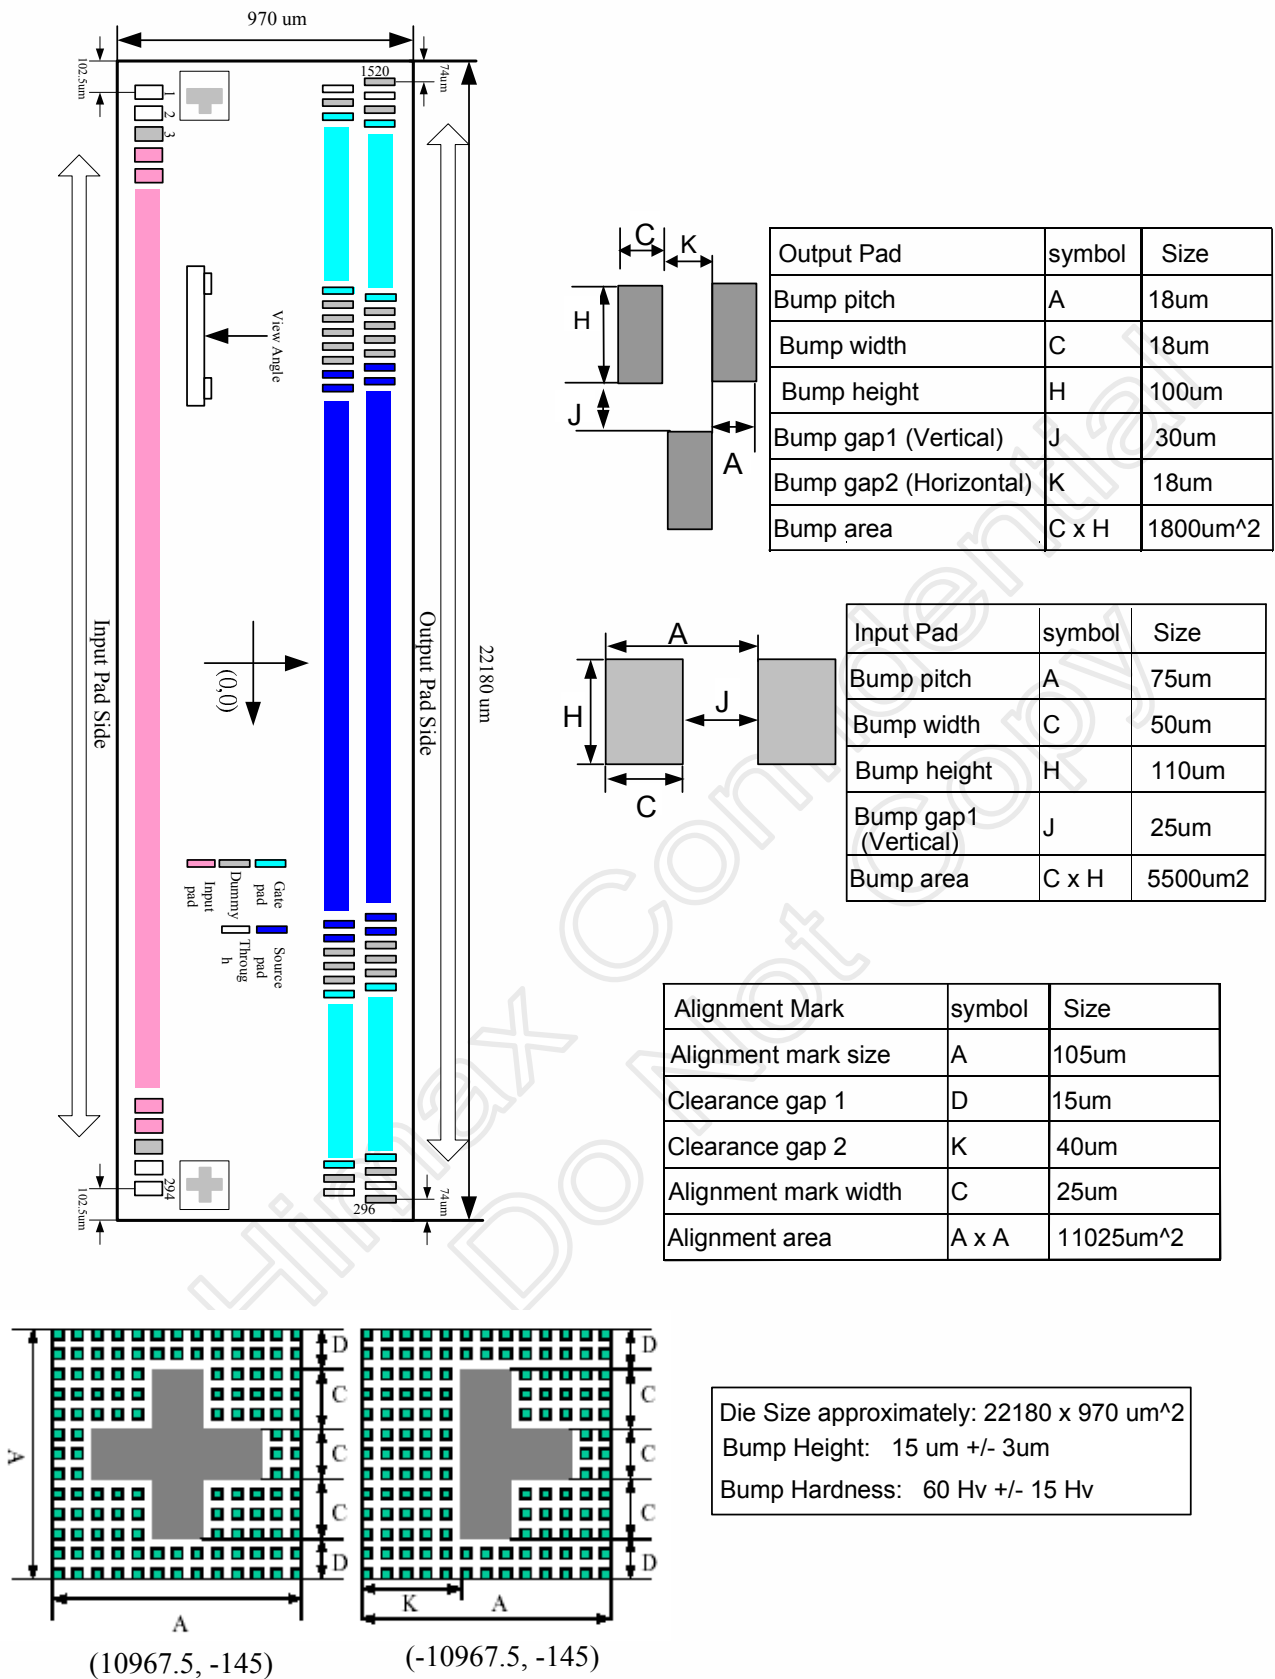 970 um
102.5um
1520
74um
1
2
3
View Angle
Input Pad Side
(0,0)
Output Pad Side
22180 um
Gate pad
Dummy
Input pad
Source pad
Throug
h
294
102.5um
296
74um
C
K
H
J
A
Output Pad symbol Size
Bump pitch A 18um
Bump width C 18um
Bump height H 100um
Bump gap1 (Vertical) J 30um
Bump gap2 (Horizontal) K 18um
Bump area C x H 1800um^2
A
H
J
C
Input Pad symbol Size
Bump pitch A 75um
Bump width C 50um
Bump height H 110um
Bump gap1
(Vertical) J 25um
Bump area C x H 5500um2
Alignment Mark symbol Size
Alignment mark size A 105um
Clearance gap 1 D 15um
Clearance gap 2 K 40um
Alignment mark width C 25um
Alignment area A x A 11025um^2
Himax Confidential
Do Not Copy
A
D
C
C
C
D
A
(10967.5, -145)
D
C
C
C
D
K
A
(-10967.5, -145)
Die Size approximately: 22180 x 970 um^2
Bump Height: 15 um +/- 3um
Bump Hardness: 60 Hv +/- 15 Hv